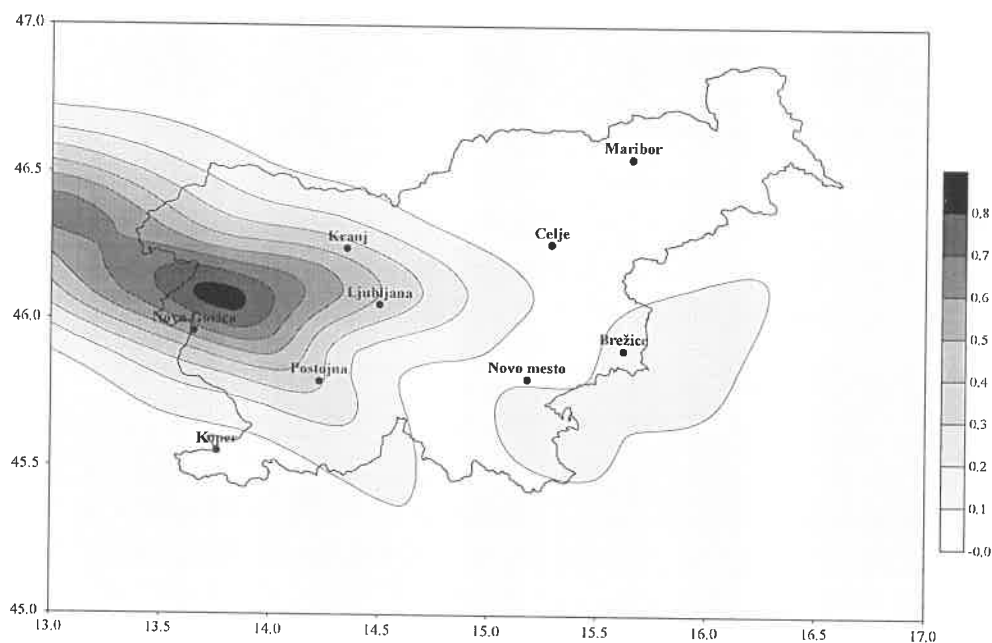 47.0
46.5
46.0
45.5
45.0
13.0
13.5
14.0
14.5
15.0
15.5
16.0
16.5
17.0
Maribor
Celje
Kranj
Ljubljana
Nova Gorica
Postojna
Novo mesto
Brežice
Koper
0.8
0.7
0.6
0.5
0.4
0.3
0.2
0.1
-0.0